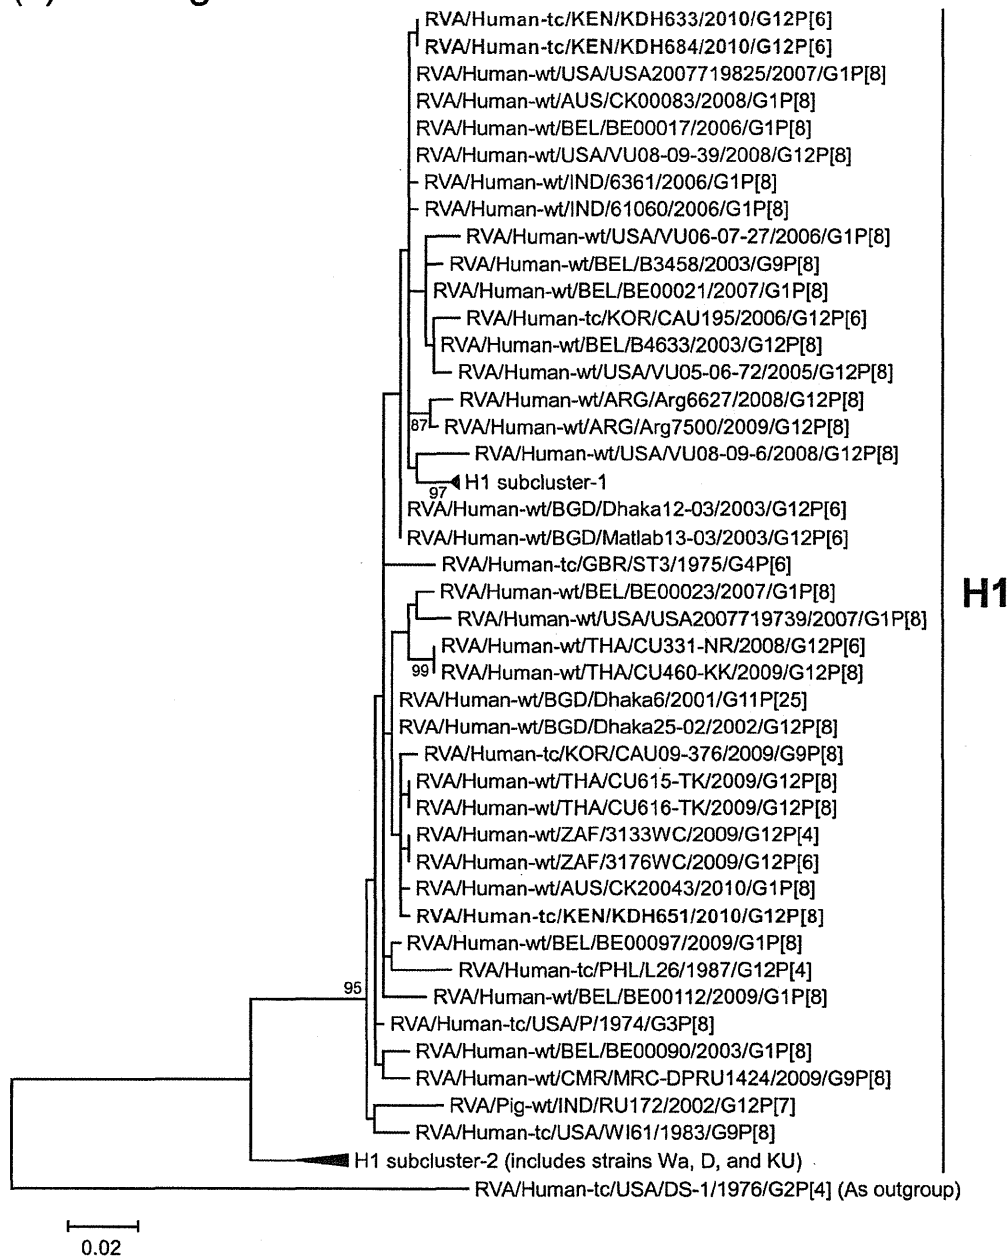 RVA/Human-tc/KEN/KDH633/2010/G12P[6]
RVA/Human-tc/KEN/KDH684/2010/G12P[6]
RVA/Human-wt/USA/USA2007719825/2007/G1P[8]
RVA/Human-wt/AUS/CK00083/2008/G1P[8]
RVA/Human-wt/BEL/BE00017/2006/G1P[8]
RVA/Human-wt/USA/VU08-09-39/2008/G12P[8]
RVA/Human-wt/IND/6361/2006/G1P[8]
RVA/Human-wt/IND/61060/2006/G1P[8]
RVA/Human-wt/USA/VU06-07-27/2006/G1P[8]
RVA/Human-wt/BEL/B3458/2003/G9P[8]
RVA/Human-wt/BEL/BE00021/2007/G1P[8]
RVA/Human-tc/KOR/CAU195/2006/G12P[6]
RVA/Human-wt/BEL/B4633/2003/G12P[8]
RVA/Human-wt/USA/VU05-06-72/2005/G12P[8]
RVA/Human-wt/ARG/Arg6627/2008/G12P[8]
87
RVA/Human-wt/ARG/Arg7500/2009/G12P[8]
RVA/Human-wt/USA/VU08-09-6/2008/G12P[8]
H1 subcluster-1
97
RVA/Human-wt/BGD/Dhaka12-03/2003/G12P[6]
RVA/Human-wt/BGD/Matlab13-03/2003/G12P[6]
RVA/Human-tc/GBR/ST3/1975/G4P[6]
RVA/Human-wt/BEL/BE00023/2007/G1P[8]
H1
RVA/Human-wt/USA/USA2007719739/2007/G1P[8]
RVA/Human-wt/THA/CU331-NR/2008/G12P[6]
99
RVA/Human-wt/THA/CU460-KK/2009/G12P[8]
RVA/Human-wt/BGD/Dhaka6/2001/G11P[25]
RVA/Human-wt/BGD/Dhaka25-02/2002/G12P[8]
RVA/Human-tc/KOR/CAU09-376/2009/G9P[8]
RVA/Human-wt/THA/CU615-TK/2009/G12P[8]
RVA/Human-wt/THA/CU616-TK/2009/G12P[8]
RVA/Human-wt/ZAF/3133WC/2009/G12P[4]
RVA/Human-wt/ZAF/3176WC/2009/G12P[6]
RVA/Human-wt/AUS/CK20043/2010/G1P[8]
RVA/Human-tc/KEN/KDH651/2010/G12P[8]
RVA/Human-wt/BEL/BE00097/2009/G1P[8]
RVA/Human-tc/PHL/L26/1987/G12P[4]
95
RVA/Human-wt/BEL/BE00112/2009/G1P[8]
RVA/Human-tc/USA/P/1974/G3P[8]
RVA/Human-wt/BEL/BE00090/2003/G1P[8]
RVA/Human-wt/CMR/MRC-DPRU1424/2009/G9P[8]
RVA/Pig-wt/IND/RU172/2002/G12P[7]
RVA/Human-tc/USA/WI61/1983/G9P[8]
H1 subcluster-2 (includes strains Wa, D, and KU)
RVA/Human-tc/USA/DS-1/1976/G2P[4] (As outgroup)
0.02